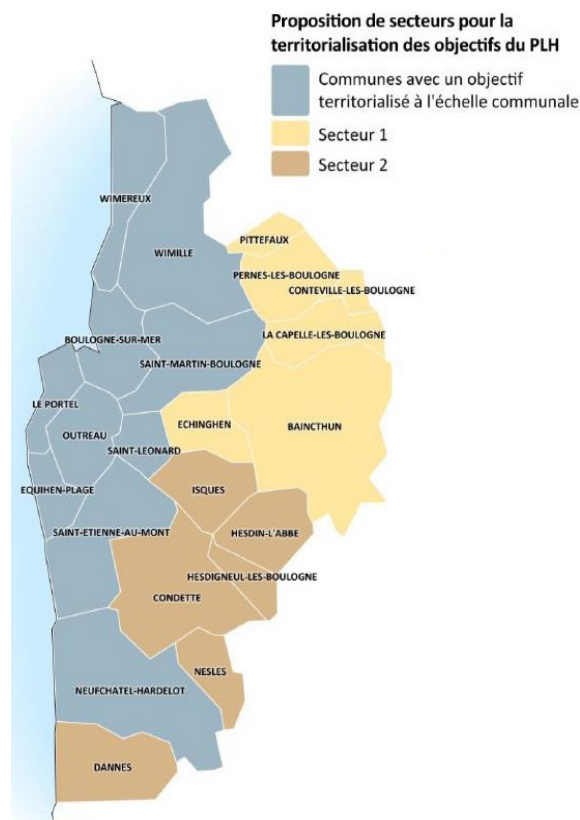 Proposition de secteurs pour la
territorialisation des objectifs du PLH
Communes avec un objectif
territorialisé à l'échelle communale
Secteur 1
Secteur 2
WIMEREUX
WIMILLE
PITTEFAUX
PERNES-LES-BOULOGNE
CONTEVILLE-LES-BOULOGNE
LA CAPELLE-LES-BOULOGNE
BOULOGNE-SUR-MER
SAINT-MARTIN-BOULOGNE
LE PORTEL
OUTREAU
ECHINGHEN
BAINCTHUN
SAINT-LEONARD
EQUIHEN-PLAGE
ISQUES
SAINT-ETIENNE-AU-MONT
HESDIN-L'ABBE
HESDIGNEUL-LES-BOULOGNE
CONDETTE
NESLES
NEUFCHATEL-HARDELOT
DANNES